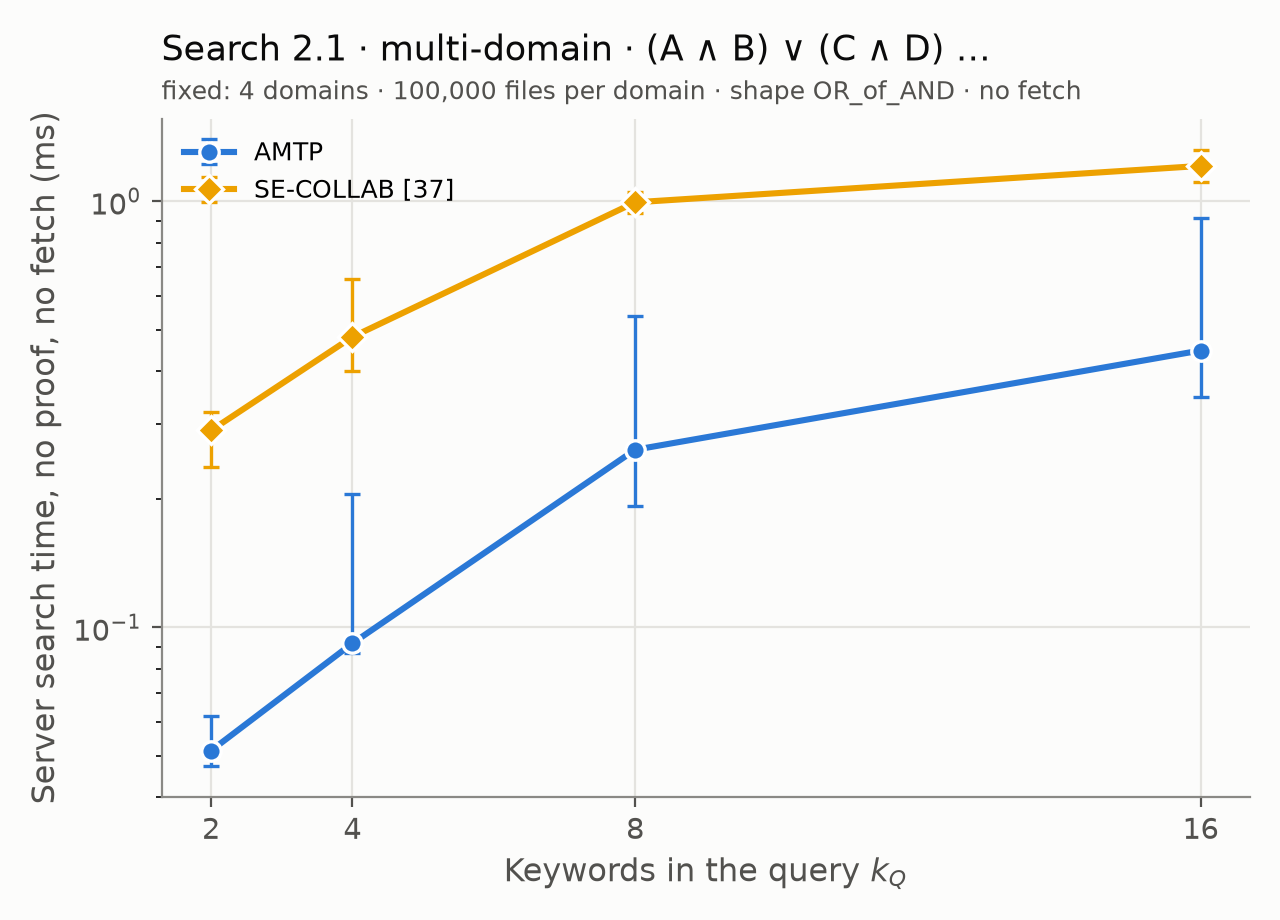 Search 2.1 · multi-domain · (A ∧ B) ∨ (C ∧ D) ...
fixed: 4 domains · 100,000 files per domain · shape OR_of_AND · no fetch
Server search time, no proof, no fetch (ms)
AMTP
SE-COLLAB [37]
10⁰
10⁻¹
2 4 8 16
Keywords in the query k_Q